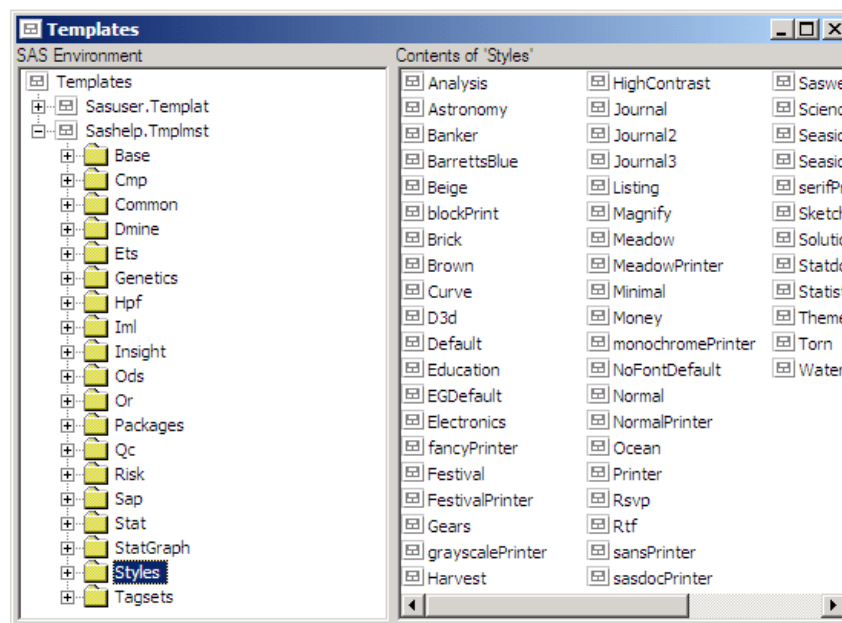 Templates
SAS Environment
Templates
Sasuser.Templat
Sashelp.Tmplmst
Base
Cmp
Common
Dmine
Ets
Genetics
Hpf
Iml
Insight
Ods
Or
Packages
Qc
Risk
Sap
Stat
StatGraph
Styles
Tagsets
Contents of 'Styles'
Analysis
Astronomy
Banker
BarrettsBlue
Beige
blockPrint
Brick
Brown
Curve
D3d
Default
Education
EGDefault
Electronics
fancyPrinter
Festival
FestivalPrinter
Gears
grayscalePrinter
Harvest
HighContrast
Journal
Journal2
Journal3
Listing
Magnify
Meadow
MeadowPrinter
Minimal
Money
monochromePrinter
NoFontDefault
Normal
NormalPrinter
Ocean
Printer
Rsvp
Rtf
sansPrinter
sasdocPrinter
Torn